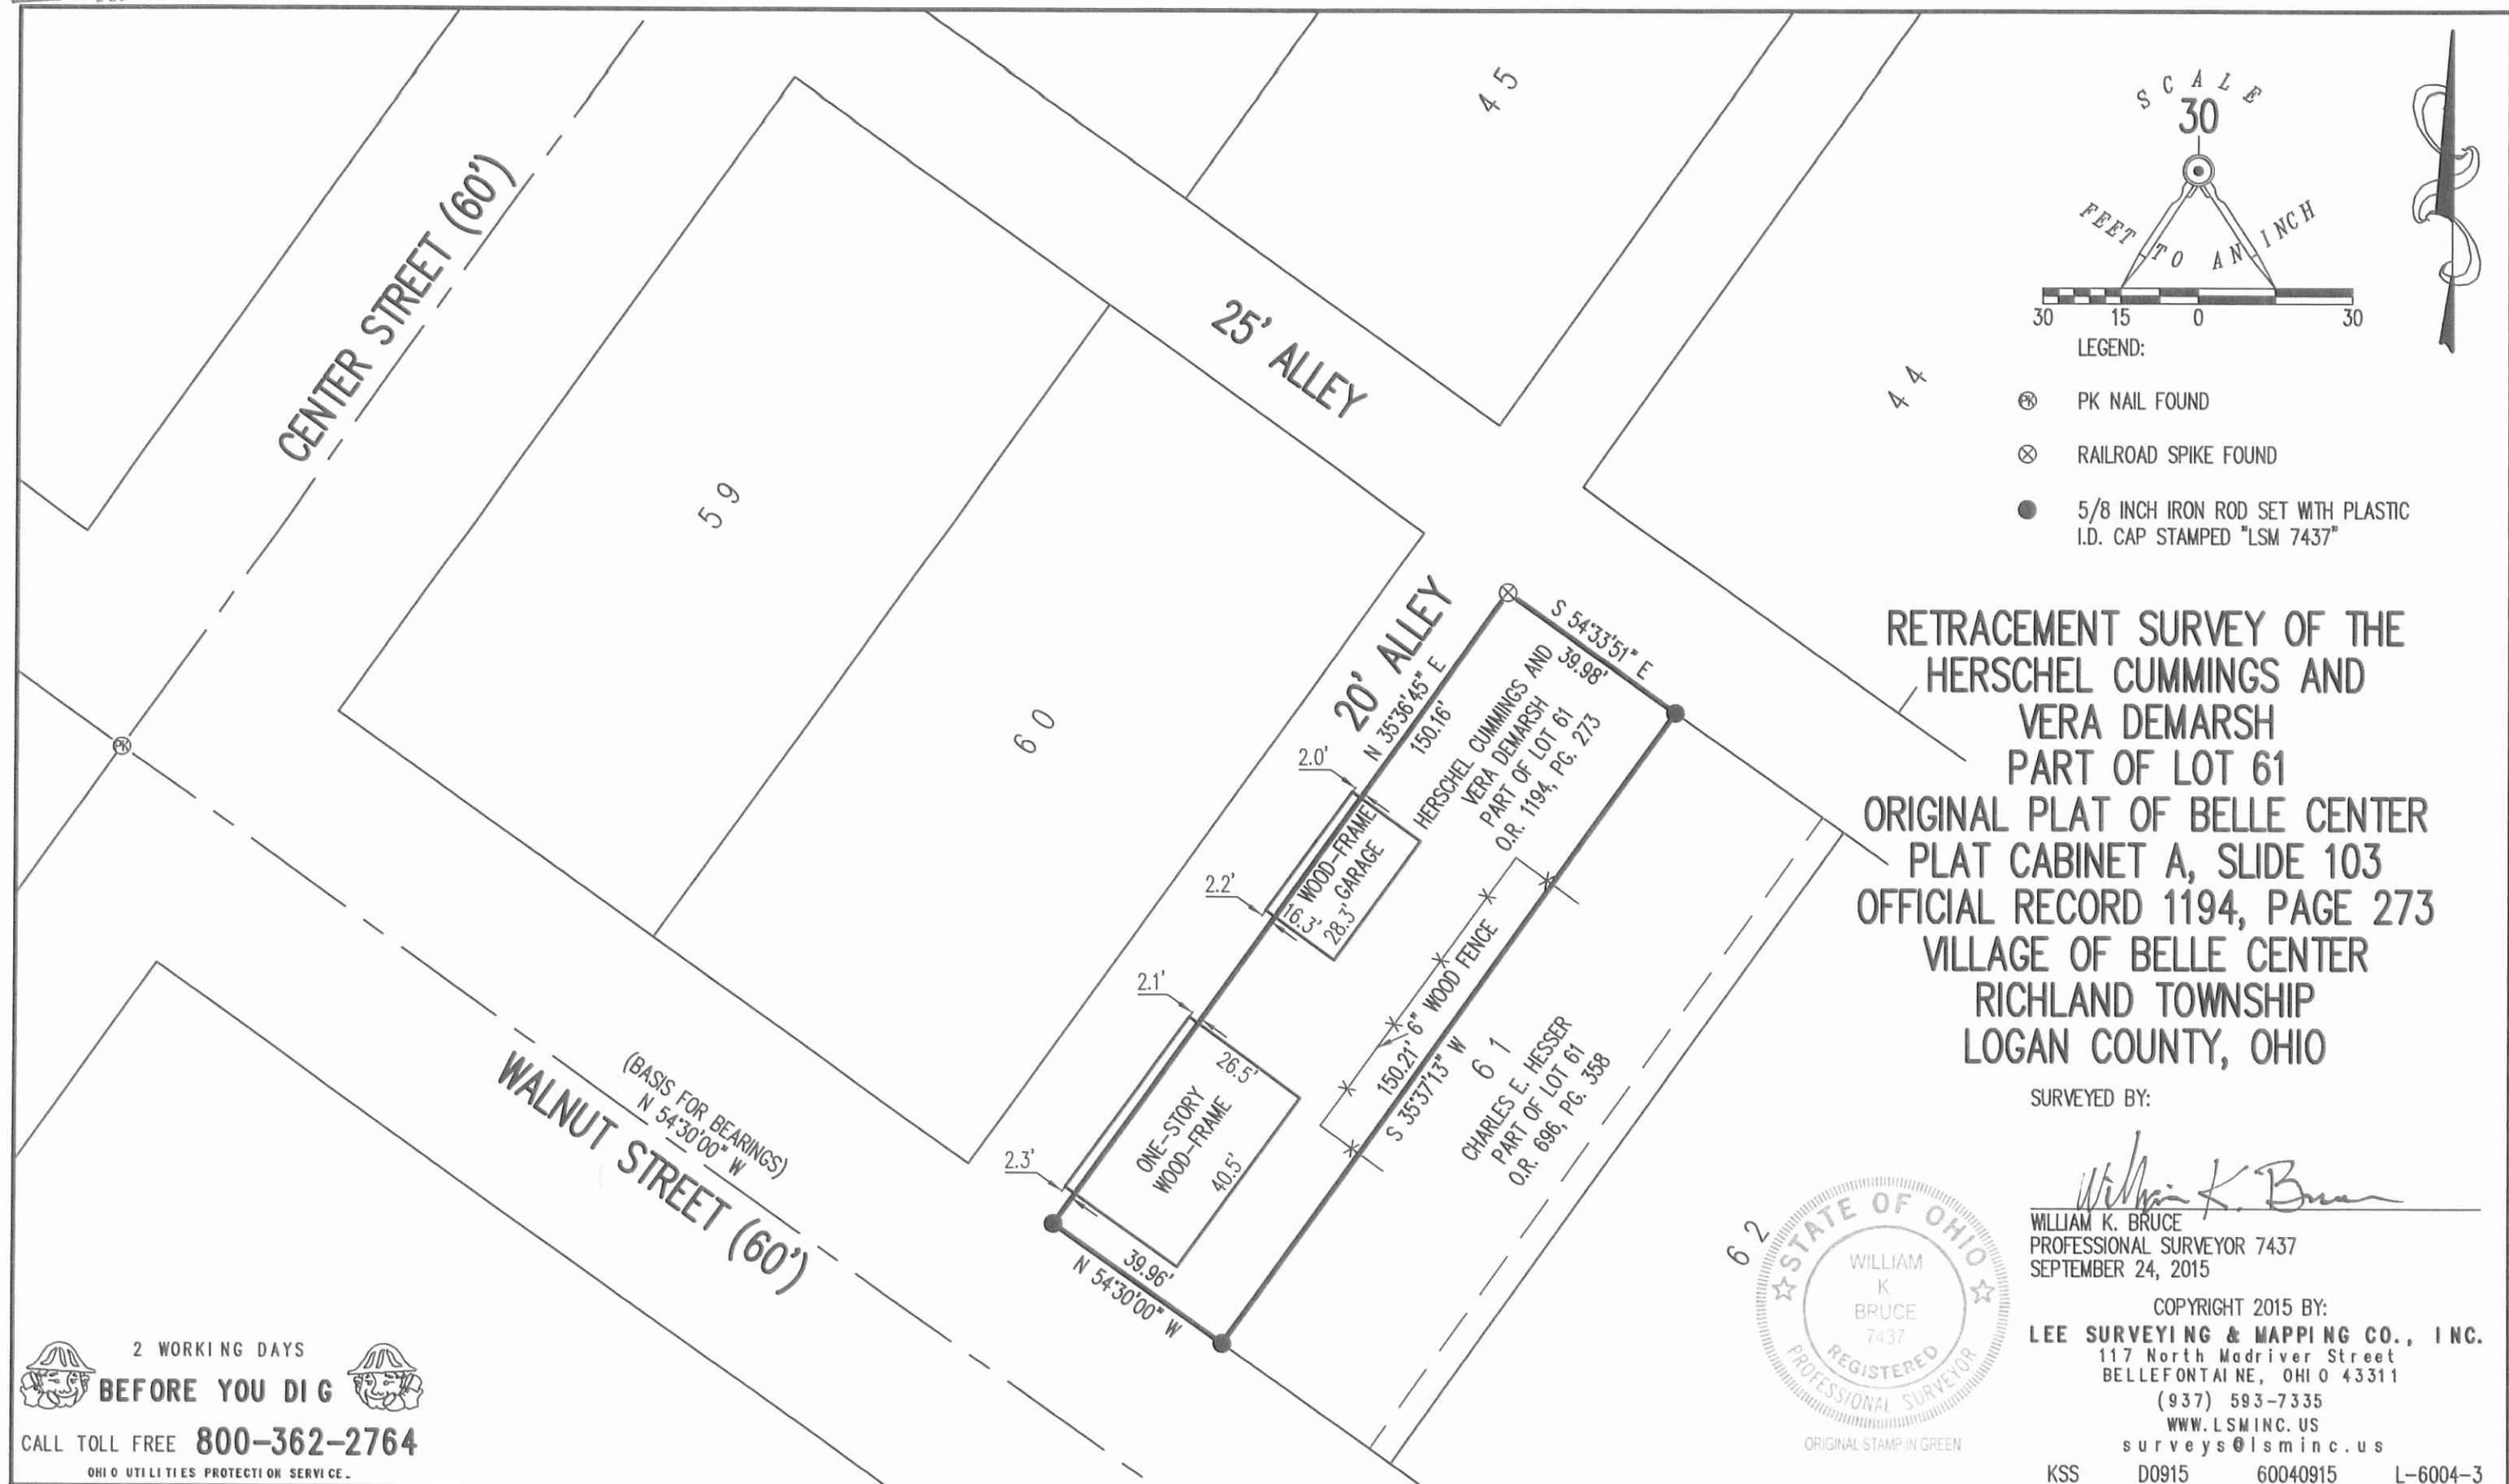 CENTER STREET (60')
25' ALLEY
20' ALLEY
WALNUT STREET (60')
(BASIS FOR BEARINGS)
N 54°30'00" W
45
44
59
60
61
62
N 35°36'45" E
150.16'
S 54°33'51" E
39.98'
HERSCHEL CUMMINGS AND
VERA DEMARSH
PART OF LOT 61
O.R. 1194, PG. 273
2.0'
WOOD-FRAME
GARAGE
16.3'
28.3'
2.2'
2.1'
26.5'
ONE-STORY
WOOD-FRAME
40.5'
2.3'
39.96'
N 54°30'00" W
6" WOOD FENCE
150.21'
S 35°37'13" W
CHARLES E. HESSER
PART OF LOT 61
O.R. 696, PG. 358
SCALE
30
FEET TO AN INCH
30 15 0 30
LEGEND:
PK PK NAIL FOUND
RAILROAD SPIKE FOUND
5/8 INCH IRON ROD SET WITH PLASTIC
I.D. CAP STAMPED "LSM 7437"
PK
RETRACEMENT SURVEY OF THE
HERSCHEL CUMMINGS AND
VERA DEMARSH
PART OF LOT 61
ORIGINAL PLAT OF BELLE CENTER
PLAT CABINET A, SLIDE 103
OFFICIAL RECORD 1194, PAGE 273
VILLAGE OF BELLE CENTER
RICHLAND TOWNSHIP
LOGAN COUNTY, OHIO
SURVEYED BY:
William K. Bruce
WILLIAM K. BRUCE
PROFESSIONAL SURVEYOR 7437
SEPTEMBER 24, 2015
STATE OF OHIO
WILLIAM
K.
BRUCE
7437
REGISTERED
PROFESSIONAL SURVEYOR
ORIGINAL STAMP IN GREEN
COPYRIGHT 2015 BY:
LEE SURVEYING & MAPPING CO., INC.
117 North Madriver Street
BELLEFONTAINE, OHIO 43311
(937) 593-7335
WWW.LSMINC.US
surveys@lsminc.us
KSS D0915 60040915 L-6004-3
2 WORKING DAYS
BEFORE YOU DIG
CALL TOLL FREE 800-362-2764
OHIO UTILITIES PROTECTION SERVICE.